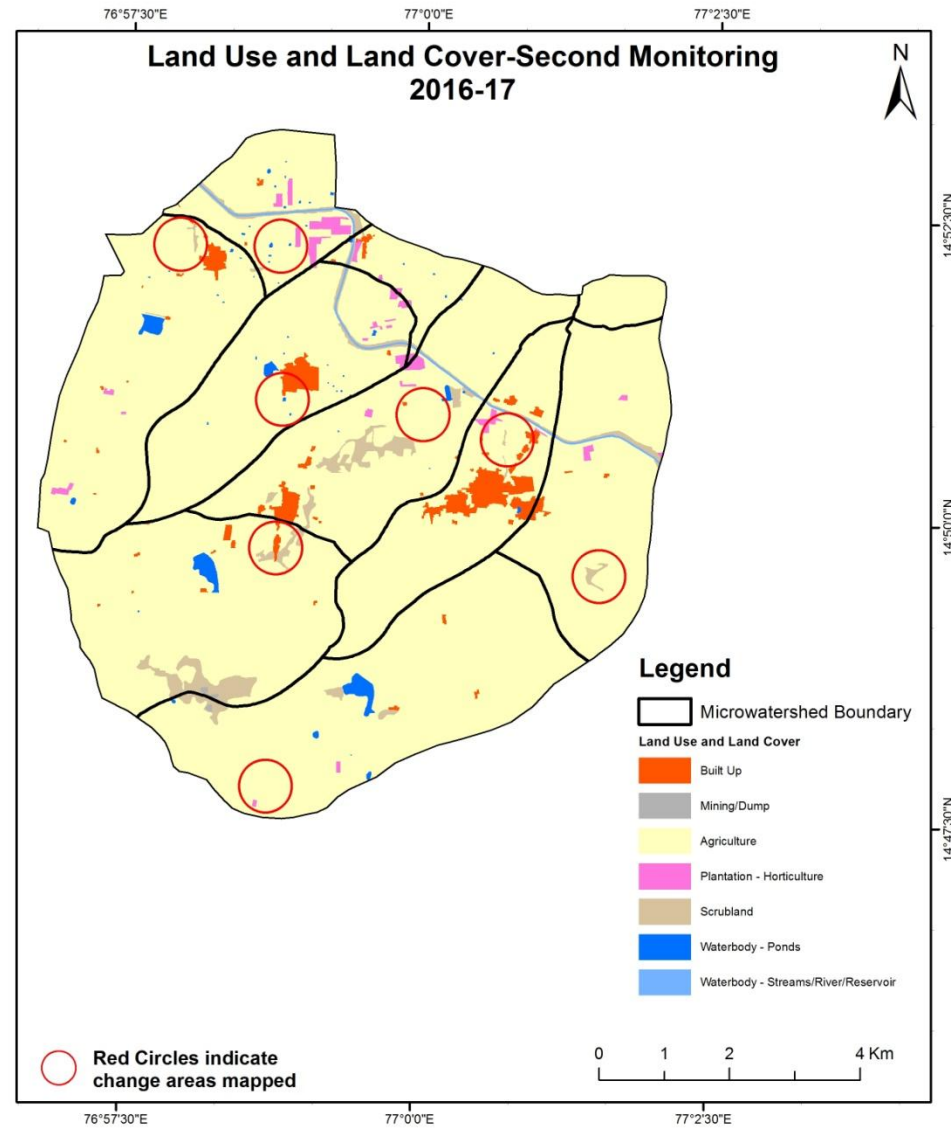 76°57'30"E
77°0'0"E
77°2'30"E
Land Use and Land Cover-Second Monitoring
2016-17
N
14°52'30"N
14°50'0"N
14°47'30"N
Legend
Microwatershed Boundary
Land Use and Land Cover
Built Up
Mining/Dump
Agriculture
Plantation - Horticulture
Scrubland
Waterbody - Ponds
Waterbody - Streams/River/Reservoir
Red Circles indicate
change areas mapped
0 1 2 4 Km
76°57'30"E
77°0'0"E
77°2'30"E